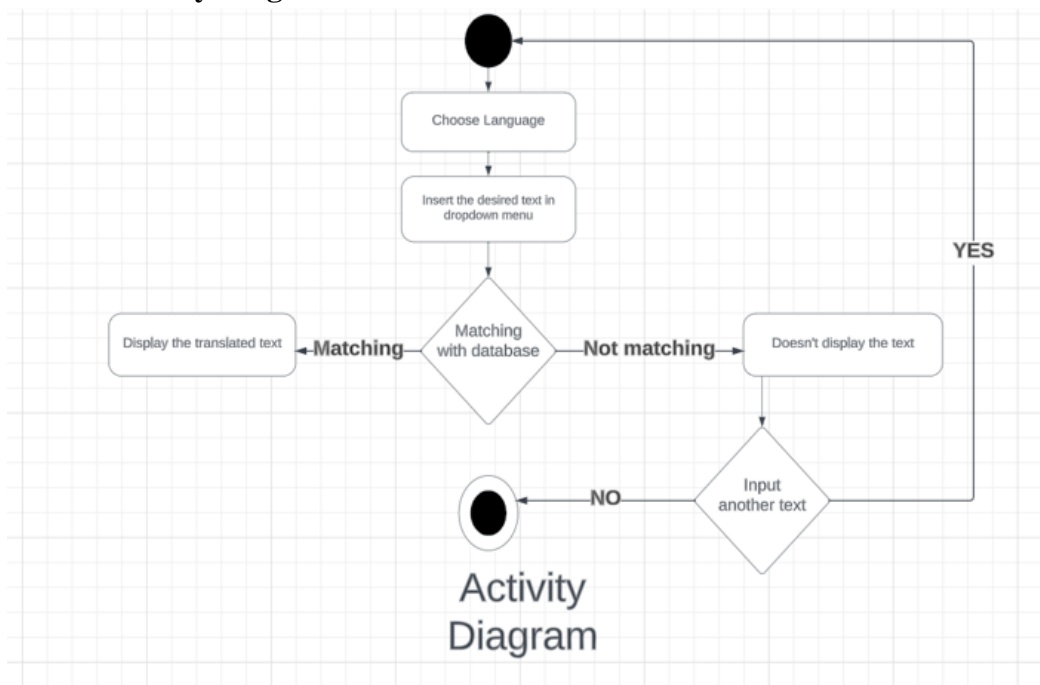 Choose Language
Insert the desired text in
dropdown menu
YES
Matching
with database
Display the translated text
Matching
Not matching
Doesn't display the text
Input
another text
NO
Activity
Diagram